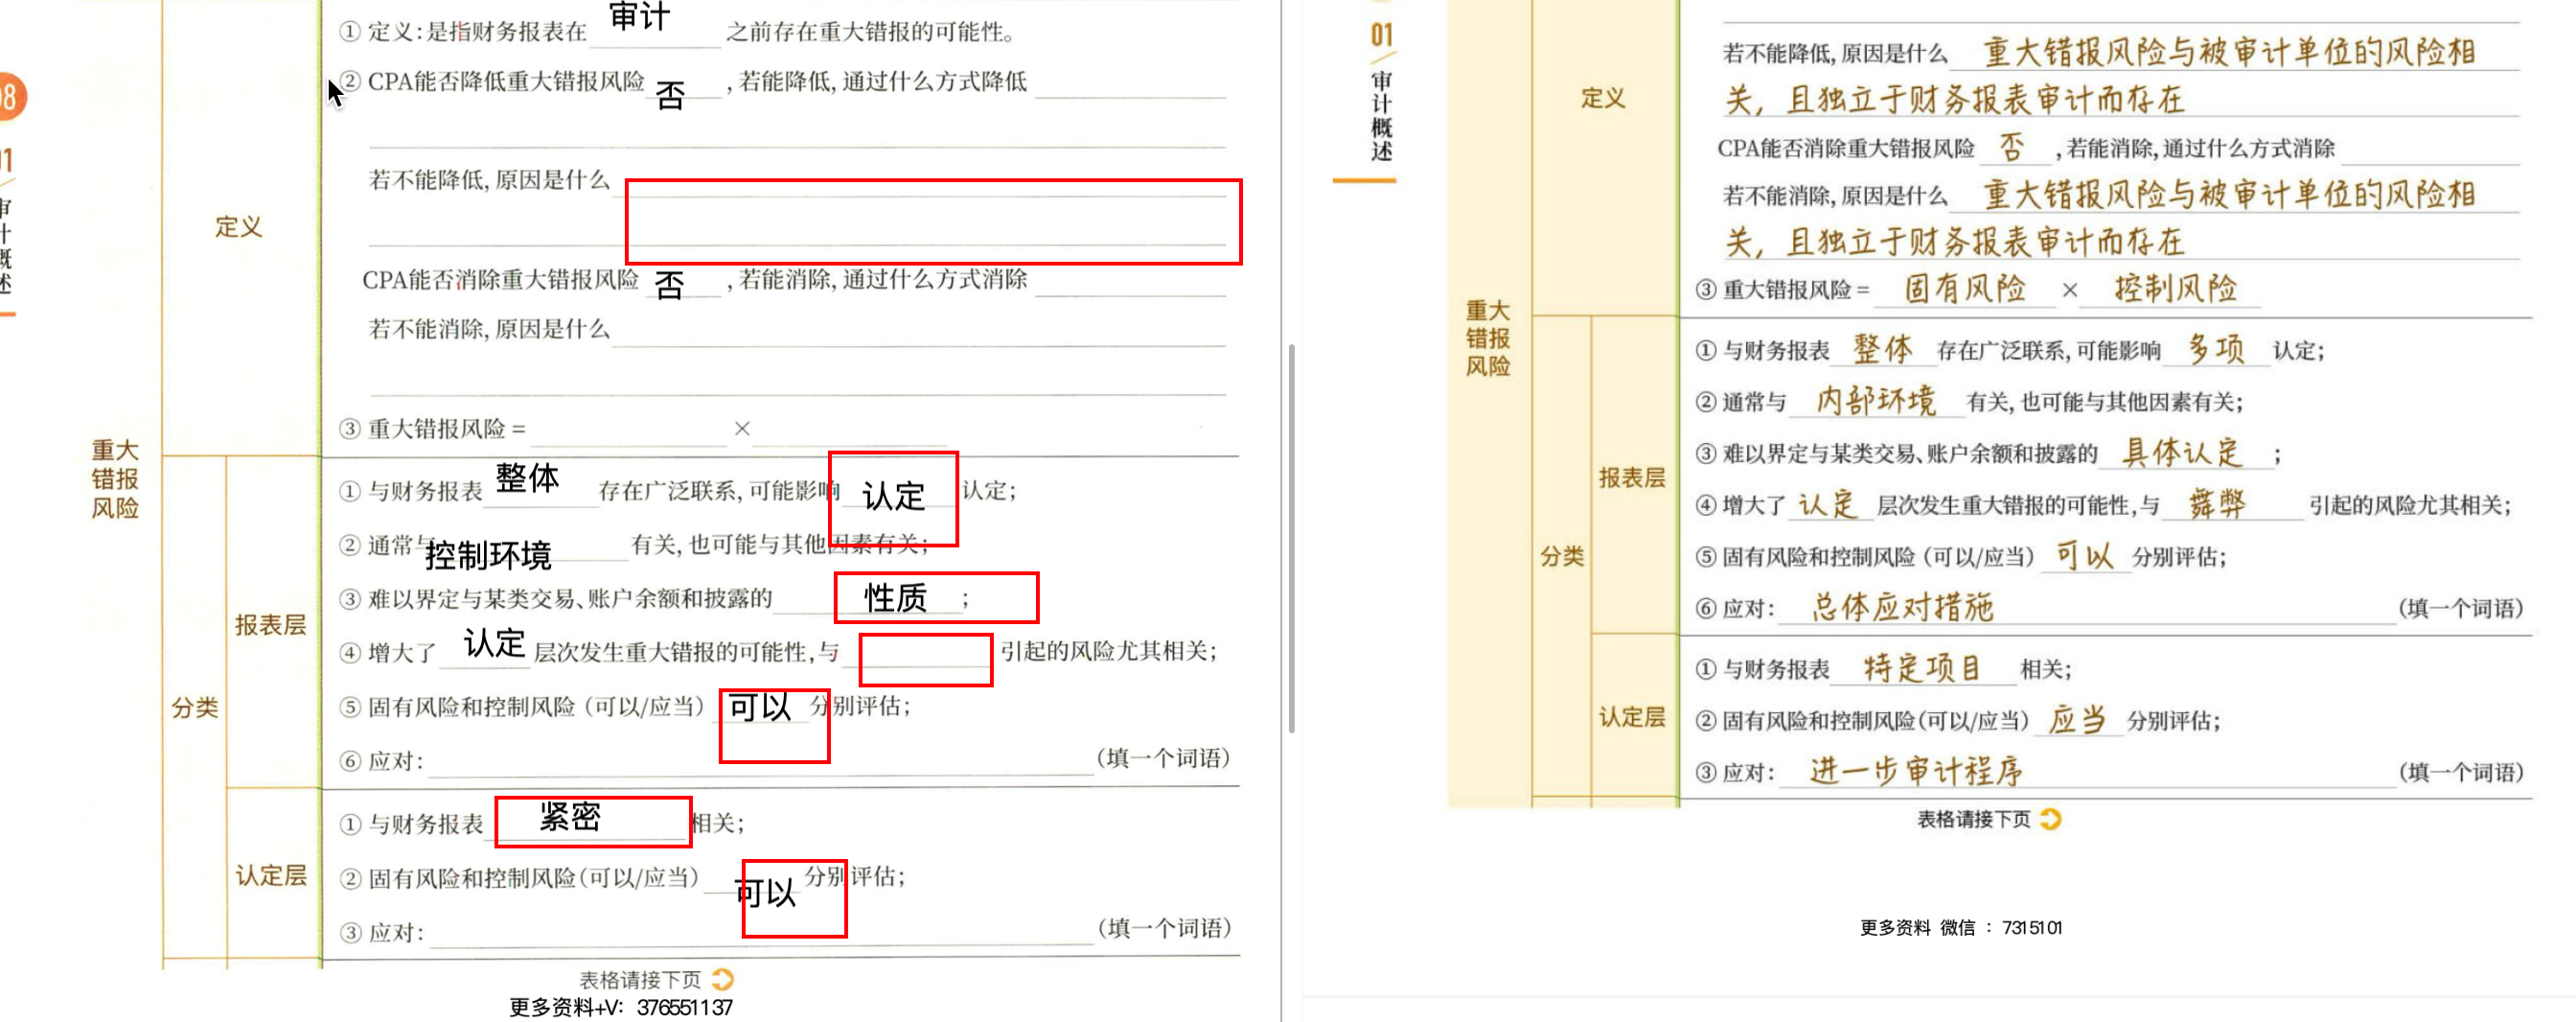 08
01
审计概述
重大错报风险
定义
① 定义：是指财务报表在 审计 之前存在重大错报的可能性。
② CPA能否降低重大错报风险 否 ，若能降低，通过什么方式降低
若不能降低，原因是什么
CPA能否消除重大错报风险 否 ，若能消除，通过什么方式消除
若不能消除，原因是什么
③ 重大错报风险 = ×
分类
报表层
① 与财务报表 整体 存在广泛联系，可能影响 认定 认定；
② 通常与 控制环境 有关，也可能与其他因素有关；
③ 难以界定与某类交易、账户余额和披露的 性质 ；
④ 增大了 认定 层次发生重大错报的可能性，与 引起的风险尤其相关；
⑤ 固有风险和控制风险（可以/应当） 可以 分别评估；
⑥ 应对： （填一个词语）
认定层
① 与财务报表 紧密 相关；
② 固有风险和控制风险（可以/应当） 可以 分别评估；
③ 应对： （填一个词语）
表格请接下页
更多资料+V: 376551137
01
审计概述
重大错报风险
定义
若不能降低，原因是什么 重大错报风险与被审计单位的风险相
关，且独立于财务报表审计而存在
CPA能否消除重大错报风险 否 ，若能消除，通过什么方式消除
若不能消除，原因是什么 重大错报风险与被审计单位的风险相
关，且独立于财务报表审计而存在
③ 重大错报风险 = 固有风险 × 控制风险
分类
报表层
① 与财务报表 整体 存在广泛联系，可能影响 多项 认定；
② 通常与 内部环境 有关，也可能与其他因素有关；
③ 难以界定与某类交易、账户余额和披露的 具体认定 ；
④ 增大了 认定 层次发生重大错报的可能性，与 舞弊 引起的风险尤其相关；
⑤ 固有风险和控制风险（可以/应当） 可以 分别评估；
⑥ 应对： 总体应对措施 （填一个词语）
认定层
① 与财务报表 特定项目 相关；
② 固有风险和控制风险（可以/应当） 应当 分别评估；
③ 应对： 进一步审计程序 （填一个词语）
表格请接下页
更多资料 微信 ： 7315101